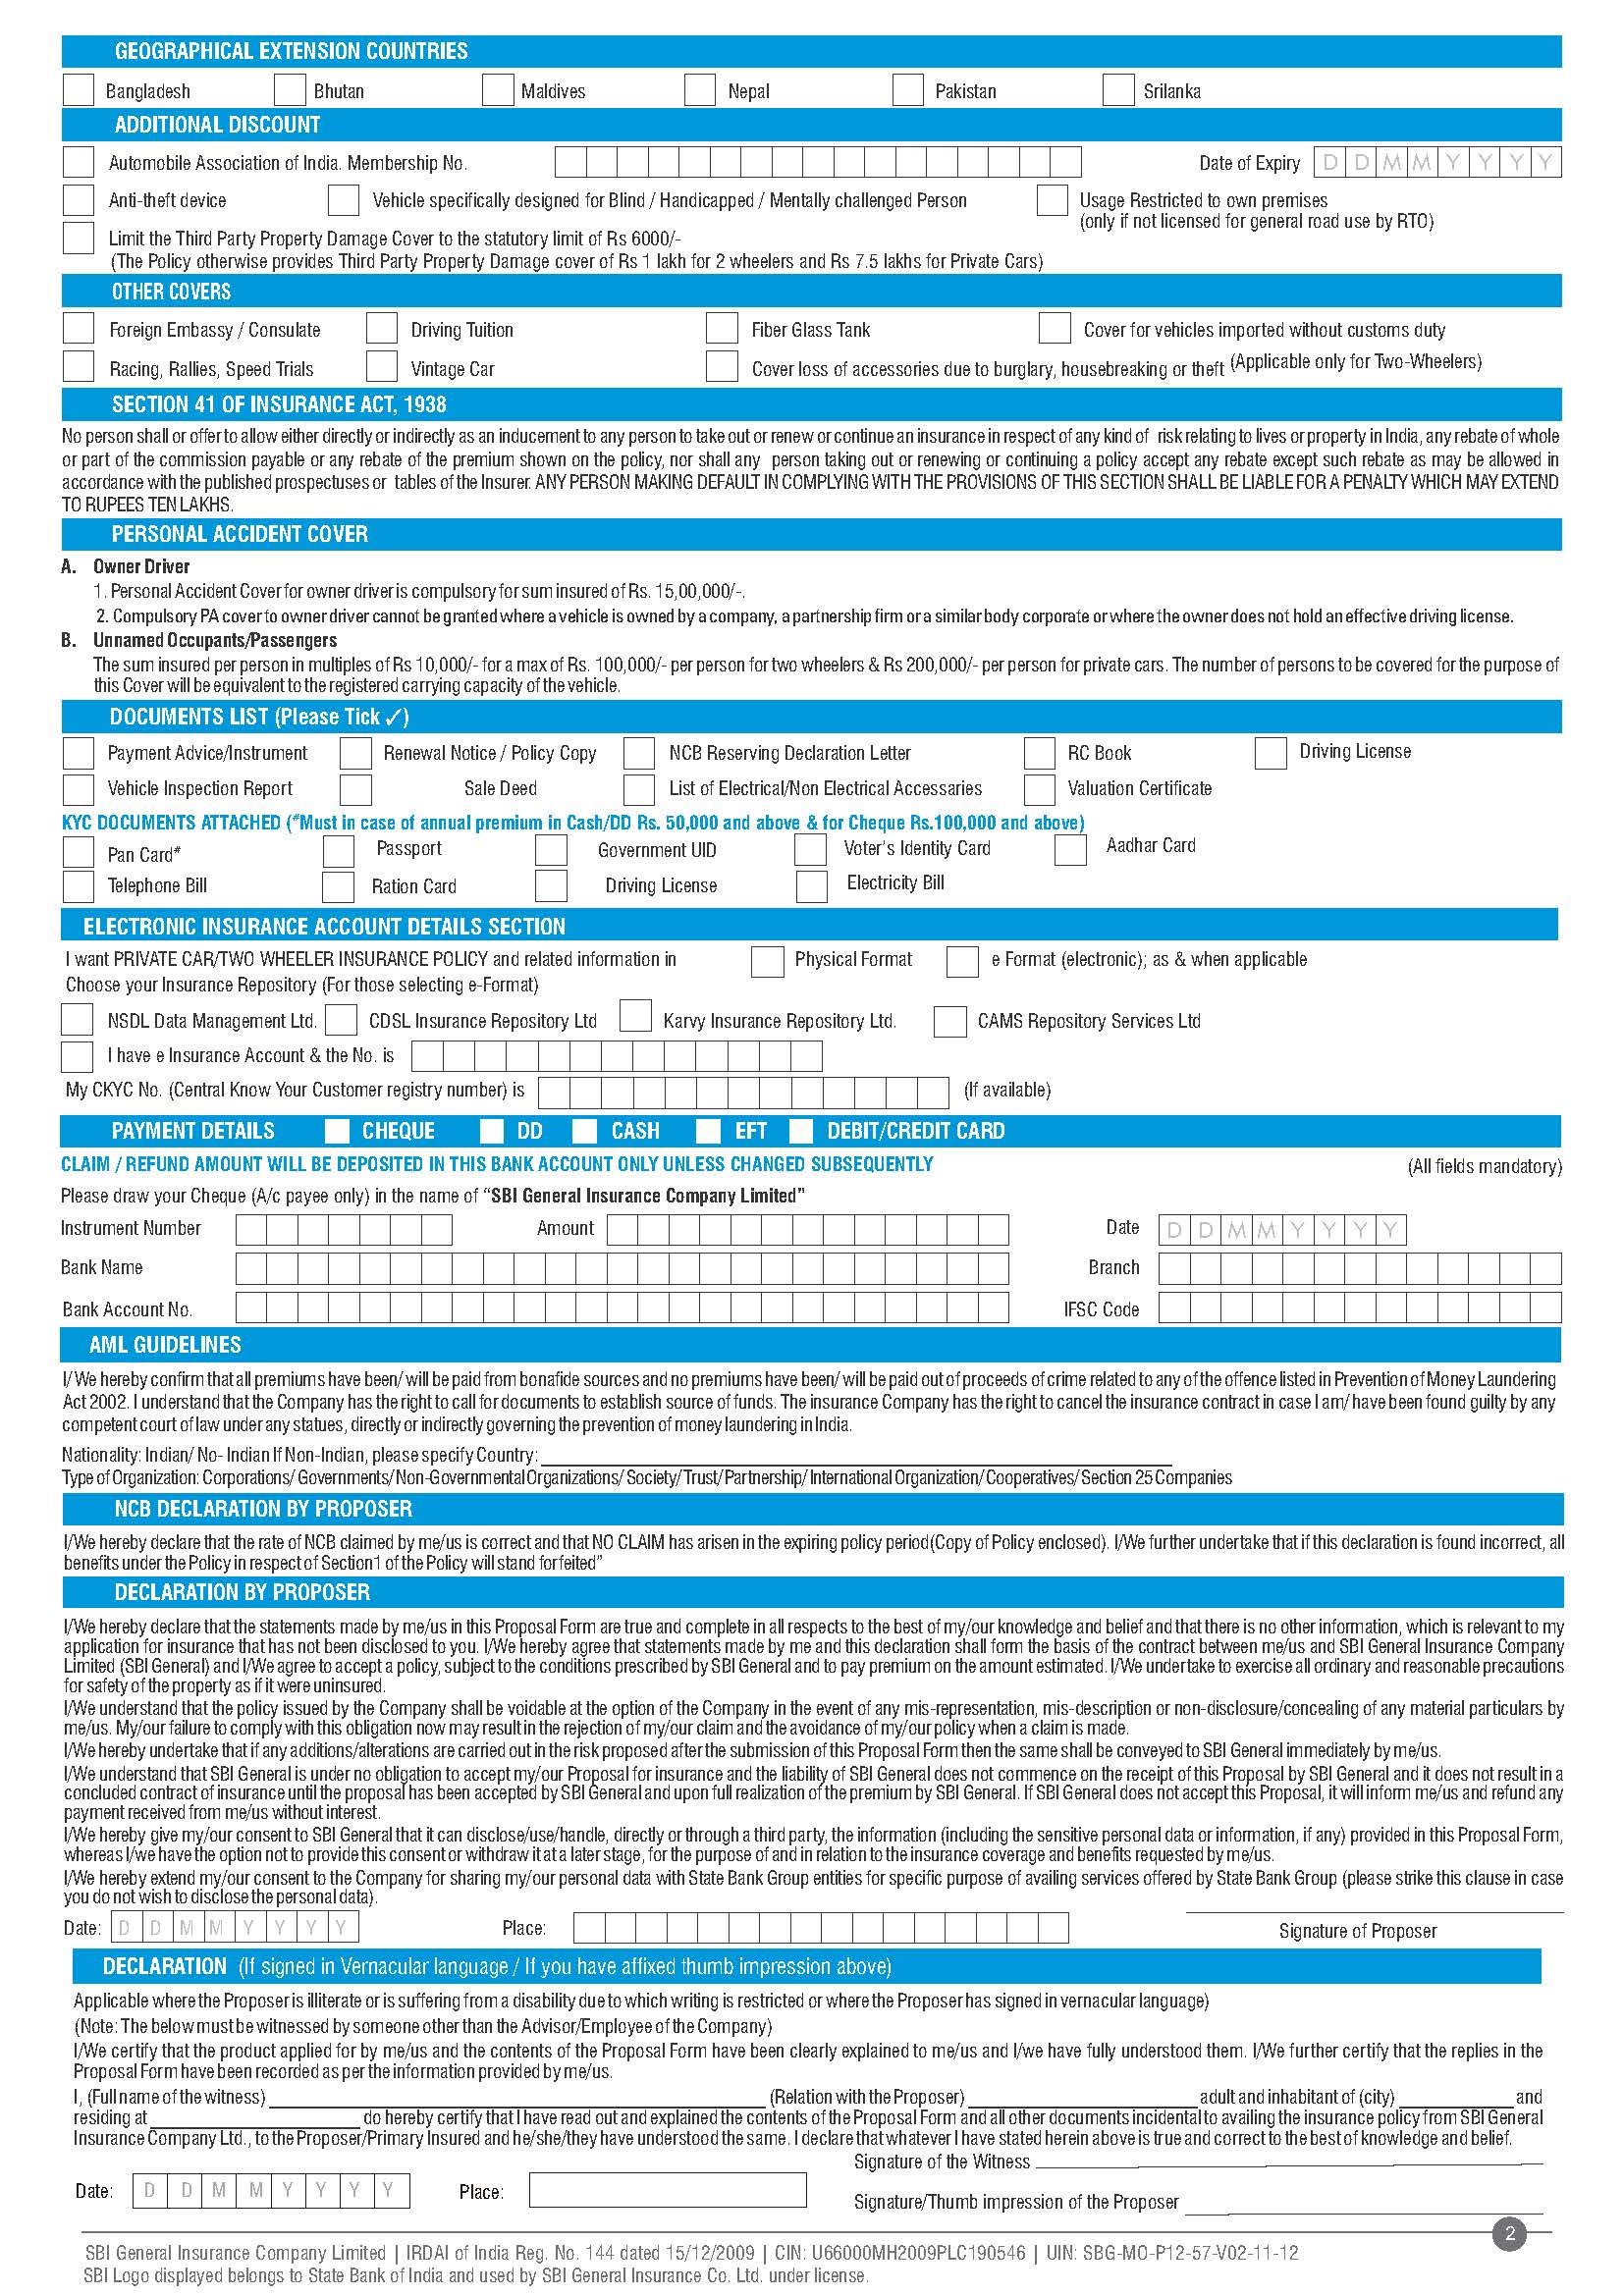 GEOGRAPHICAL EXTENSION COUNTRIES
Bangladesh Bhutan Maldives Nepal Pakistan Srilanka
ADDITIONAL DISCOUNT
Automobile Association of India. Membership No. Date of Expiry D D M M Y Y Y Y
Anti-theft device Vehicle specifically designed for Blind / Handicapped / Mentally challenged Person Usage Restricted to own premises
(only if not licensed for general road use by RTO)
Limit the Third Party Property Damage Cover to the statutory limit of Rs 6000/-
(The Policy otherwise provides Third Party Property Damage cover of Rs 1 lakh for 2 wheelers and Rs 7.5 lakhs for Private Cars)
OTHER COVERS
Foreign Embassy / Consulate Driving Tuition Fiber Glass Tank Cover for vehicles imported without customs duty
Racing, Rallies, Speed Trials Vintage Car Cover loss of accessories due to burglary, housebreaking or theft (Applicable only for Two-Wheelers)
SECTION 41 OF INSURANCE ACT, 1938
No person shall or offer to allow either directly or indirectly as an inducement to any person to take out or renew or continue an insurance in respect of any kind of risk relating to lives or property in India, any rebate of whole
or part of the commission payable or any rebate of the premium shown on the policy, nor shall any person taking out or renewing or continuing a policy accept any rebate except such rebate as may be allowed in
accordance with the published prospectuses or tables of the Insurer. ANY PERSON MAKING DEFAULT IN COMPLYING WITH THE PROVISIONS OF THIS SECTION SHALL BE LIABLE FOR A PENALTY WHICH MAY EXTEND
TO RUPEES TEN LAKHS.
PERSONAL ACCIDENT COVER
A. Owner Driver
1. Personal Accident Cover for owner driver is compulsory for sum insured of Rs. 15,00,000/-.
2. Compulsory PA cover to owner driver cannot be granted where a vehicle is owned by a company, a partnership firm or a similar body corporate or where the owner does not hold an effective driving license.
B. Unnamed Occupants/Passengers
The sum insured per person in multiples of Rs 10,000/- for a max of Rs. 100,000/- per person for two wheelers & Rs 200,000/- per person for private cars. The number of persons to be covered for the purpose of
this Cover will be equivalent to the registered carrying capacity of the vehicle.
DOCUMENTS LIST (Please Tick ✓)
Payment Advice/Instrument Renewal Notice / Policy Copy NCB Reserving Declaration Letter RC Book Driving License
Vehicle Inspection Report Sale Deed List of Electrical/Non Electrical Accessaries Valuation Certificate
KYC DOCUMENTS ATTACHED (#Must in case of annual premium in Cash/DD Rs. 50,000 and above & for Cheque Rs.100,000 and above)
Pan Card# Passport Government UID Voter's Identity Card Aadhar Card
Telephone Bill Ration Card Driving License Electricity Bill
ELECTRONIC INSURANCE ACCOUNT DETAILS SECTION
I want PRIVATE CAR/TWO WHEELER INSURANCE POLICY and related information in Physical Format e Format (electronic); as & when applicable
Choose your Insurance Repository (For those selecting e-Format)
NSDL Data Management Ltd. CDSL Insurance Repository Ltd Karvy Insurance Repository Ltd. CAMS Repository Services Ltd
I have e Insurance Account & the No. is
My CKYC No. (Central Know Your Customer registry number) is (If available)
PAYMENT DETAILS CHEQUE DD CASH EFT DEBIT/CREDIT CARD
CLAIM / REFUND AMOUNT WILL BE DEPOSITED IN THIS BANK ACCOUNT ONLY UNLESS CHANGED SUBSEQUENTLY (All fields mandatory)
Please draw your Cheque (A/c payee only) in the name of "SBI General Insurance Company Limited"
Instrument Number Amount Date D D M M Y Y Y Y
Bank Name Branch
Bank Account No. IFSC Code
AML GUIDELINES
I/ We hereby confirm that all premiums have been/ will be paid from bonafide sources and no premiums have been/ will be paid out of proceeds of crime related to any of the offence listed in Prevention of Money Laundering
Act 2002. I understand that the Company has the right to call for documents to establish source of funds. The insurance Company has the right to cancel the insurance contract in case I am/ have been found guilty by any
competent court of law under any statues, directly or indirectly governing the prevention of money laundering in India.
Nationality: Indian/ No- Indian If Non-Indian, please specify Country:
Type of Organization: Corporations/ Governments/ Non-Governmental Organizations/ Society/ Trust/ Partnership/ International Organization/ Cooperatives/ Section 25 Companies
NCB DECLARATION BY PROPOSER
I/We hereby declare that the rate of NCB claimed by me/us is correct and that NO CLAIM has arisen in the expiring policy period(Copy of Policy enclosed). I/We further undertake that if this declaration is found incorrect, all
benefits under the Policy in respect of Section1 of the Policy will stand forfeited"
DECLARATION BY PROPOSER
I/We hereby declare that the statements made by me/us in this Proposal Form are true and complete in all respects to the best of my/our knowledge and belief and that there is no other information, which is relevant to my
application for insurance that has not been disclosed to you. I/We hereby agree that statements made by me and this declaration shall form the basis of the contract between me/us and SBI General Insurance Company
Limited (SBI General) and I/We agree to accept a policy, subject to the conditions prescribed by SBI General and to pay premium on the amount estimated. I/We undertake to exercise all ordinary and reasonable precautions
for safety of the property as if it were uninsured.
I/We understand that the policy issued by the Company shall be voidable at the option of the Company in the event of any mis-representation, mis-description or non-disclosure/concealing of any material particulars by
me/us. My/our failure to comply with this obligation now may result in the rejection of my/our claim and the avoidance of my/our policy when a claim is made.
I/We hereby undertake that if any additions/alterations are carried out in the risk proposed after the submission of this Proposal Form then the same shall be conveyed to SBI General immediately by me/us.
I/We understand that SBI General is under no obligation to accept my/our Proposal for insurance and the liability of SBI General does not commence on the receipt of this Proposal by SBI General and it does not result in a
concluded contract of insurance until the proposal has been accepted by SBI General and upon full realization of the premium by SBI General. If SBI General does not accept this Proposal, it will inform me/us and refund any
payment received from me/us without interest.
I/We hereby give my/our consent to SBI General that it can disclose/use/handle, directly or through a third party, the information (including the sensitive personal data or information, if any) provided in this Proposal Form,
whereas I/we have the option not to provide this consent or withdraw it at a later stage, for the purpose of and in relation to the insurance coverage and benefits requested by me/us.
I/We hereby extend my/our consent to the Company for sharing my/our personal data with State Bank Group entities for specific purpose of availing services offered by State Bank Group (please strike this clause in case
you do not wish to disclose the personal data).
Date: D D M M Y Y Y Y Place: Signature of Proposer
DECLARATION (If signed in Vernacular language / If you have affixed thumb impression above)
Applicable where the Proposer is illiterate or is suffering from a disability due to which writing is restricted or where the Proposer has signed in vernacular language)
(Note: The below must be witnessed by someone other than the Advisor/Employee of the Company)
I/We certify that the product applied for by me/us and the contents of the Proposal Form have been clearly explained to me/us and I/we have fully understood them. I/We further certify that the replies in the
Proposal Form have been recorded as per the information provided by me/us.
I, (Full name of the witness) (Relation with the Proposer) adult and inhabitant of (city) and
residing at do hereby certify that I have read out and explained the contents of the Proposal Form and all other documents incidental to availing the insurance policy from SBI General
Insurance Company Ltd., to the Proposer/Primary Insured and he/she/they have understood the same. I declare that whatever I have stated herein above is true and correct to the best of knowledge and belief.
Signature of the Witness
Date: D D M M Y Y Y Y Place: Signature/Thumb impression of the Proposer
2
SBI General Insurance Company Limited | IRDAI of India Reg. No. 144 dated 15/12/2009 | CIN: U66000MH2009PLC190546 | UIN: SBG-MO-P12-57-V02-11-12
SBI Logo displayed belongs to State Bank of India and used by SBI General Insurance Co. Ltd. under license.